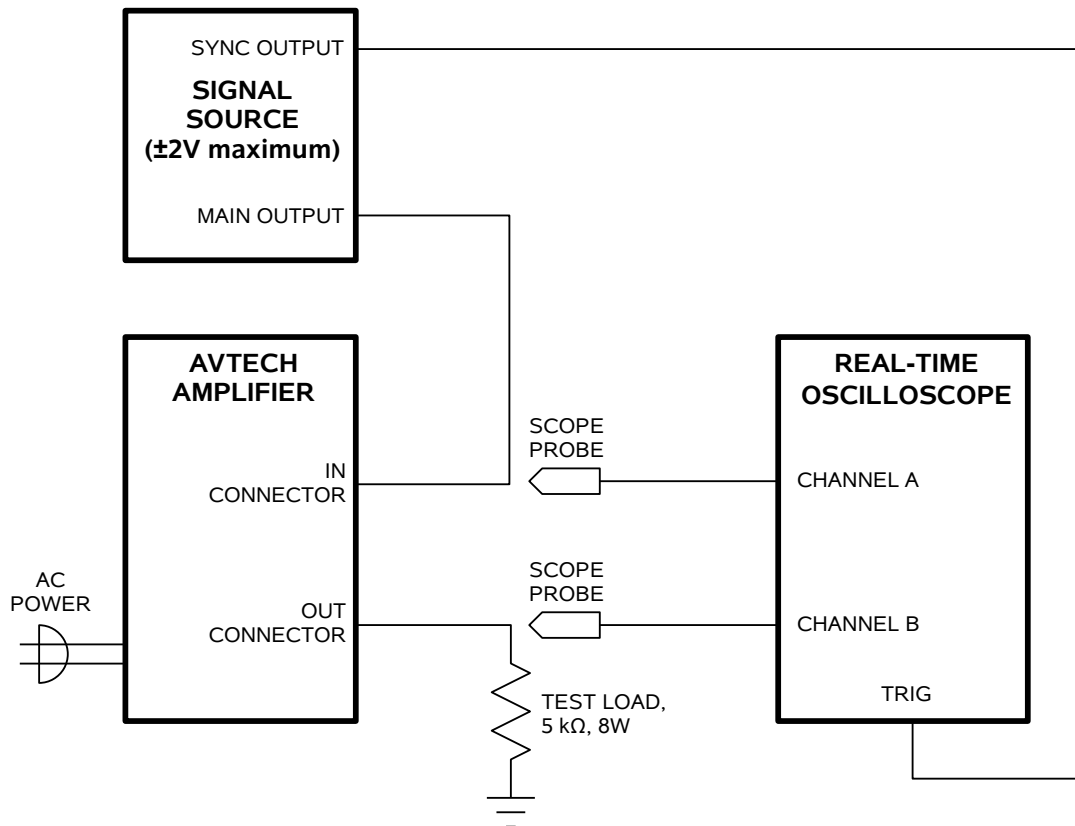 SYNC OUTPUT
SIGNAL
SOURCE
(±2V maximum)
MAIN OUTPUT
AVTECH
AMPLIFIER
IN
CONNECTOR
OUT
CONNECTOR
AC
POWER
SCOPE
PROBE
SCOPE
PROBE
TEST LOAD,
5 kΩ, 8W
REAL-TIME
OSCILLOSCOPE
CHANNEL A
CHANNEL B
TRIG